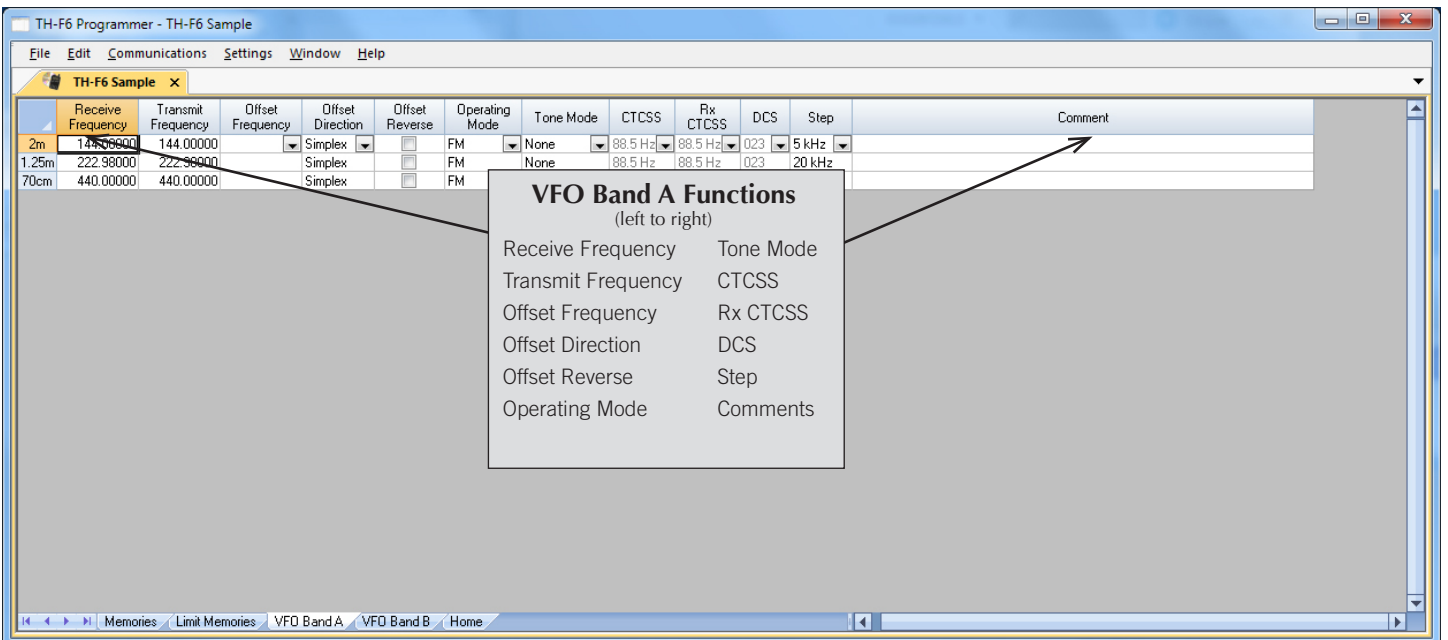 TH-F6 Programmer - TH-F6 Sample
File Edit Communications Settings Window Help
TH-F6 Sample
Receive Frequency Transmit Frequency Offset Frequency Offset Direction Offset Reverse Operating Mode Tone Mode CTCSS Rx CTCSS DCS Step Comment
2m 144.00000 144.00000 Simplex FM None 88.5 Hz 88.5 Hz 023 5 kHz
1.25m 222.98000 222.98000 Simplex FM None 88.5 Hz 88.5 Hz 023 20 kHz
70cm 440.00000 440.00000 Simplex FM
VFO Band A Functions
(left to right)
Receive Frequency Tone Mode
Transmit Frequency CTCSS
Offset Frequency Rx CTCSS
Offset Direction DCS
Offset Reverse Step
Operating Mode Comments
Memories Limit Memories VFO Band A VFO Band B Home